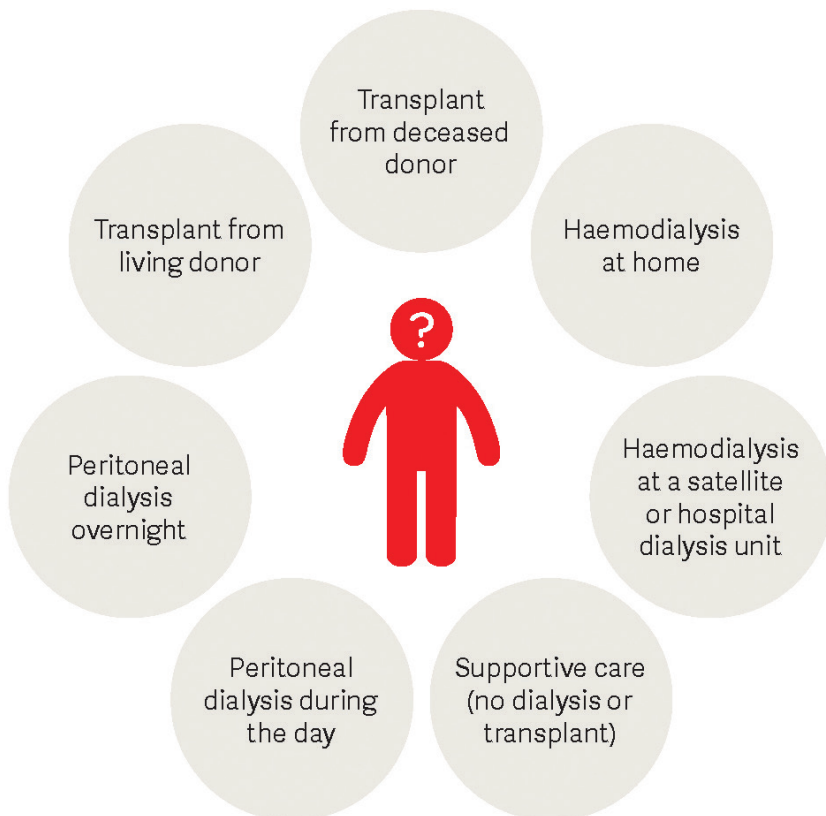 Transplant
from deceased
donor
Haemodialysis
at home
Haemodialysis
at a satellite
or hospital
dialysis unit
Supportive care
(no dialysis or
transplant)
Peritoneal
dialysis during
the day
Peritoneal
dialysis
overnight
Transplant from
living donor
?